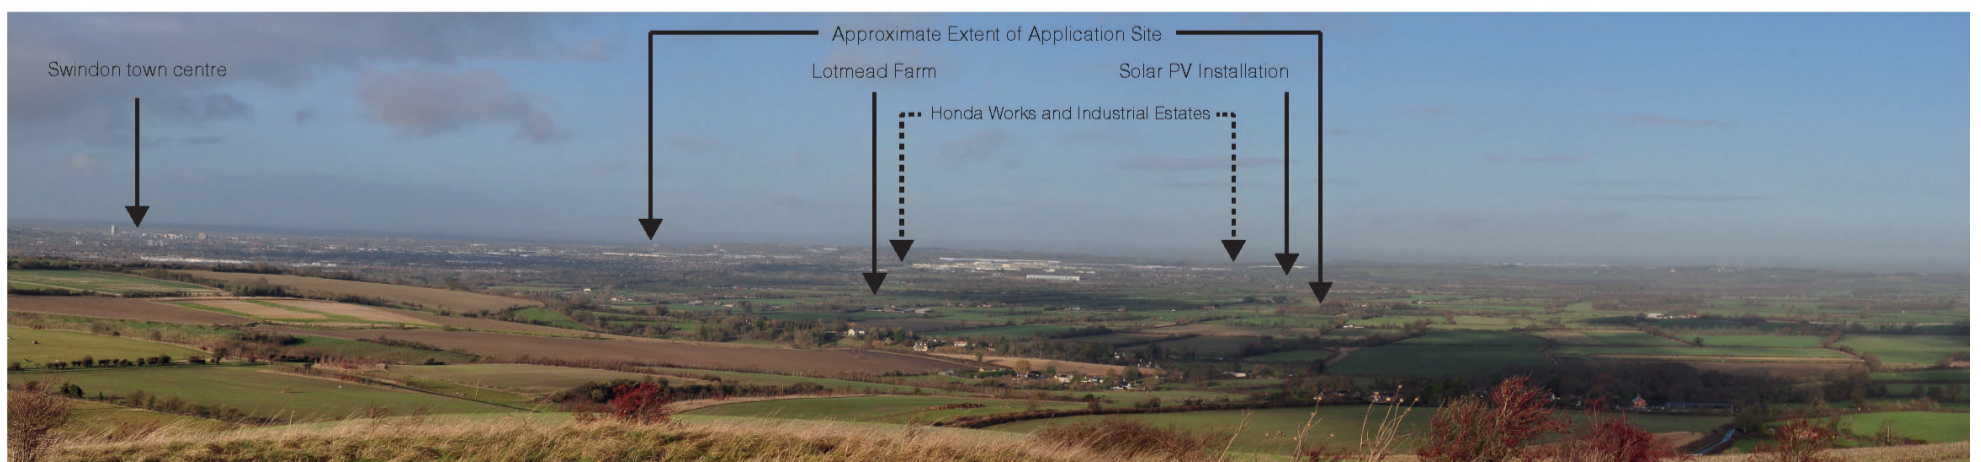 Approximate Extent of Application Site
Swindon town centre
Lotmead Farm
Solar PV Installation
Honda Works and Industrial Estates